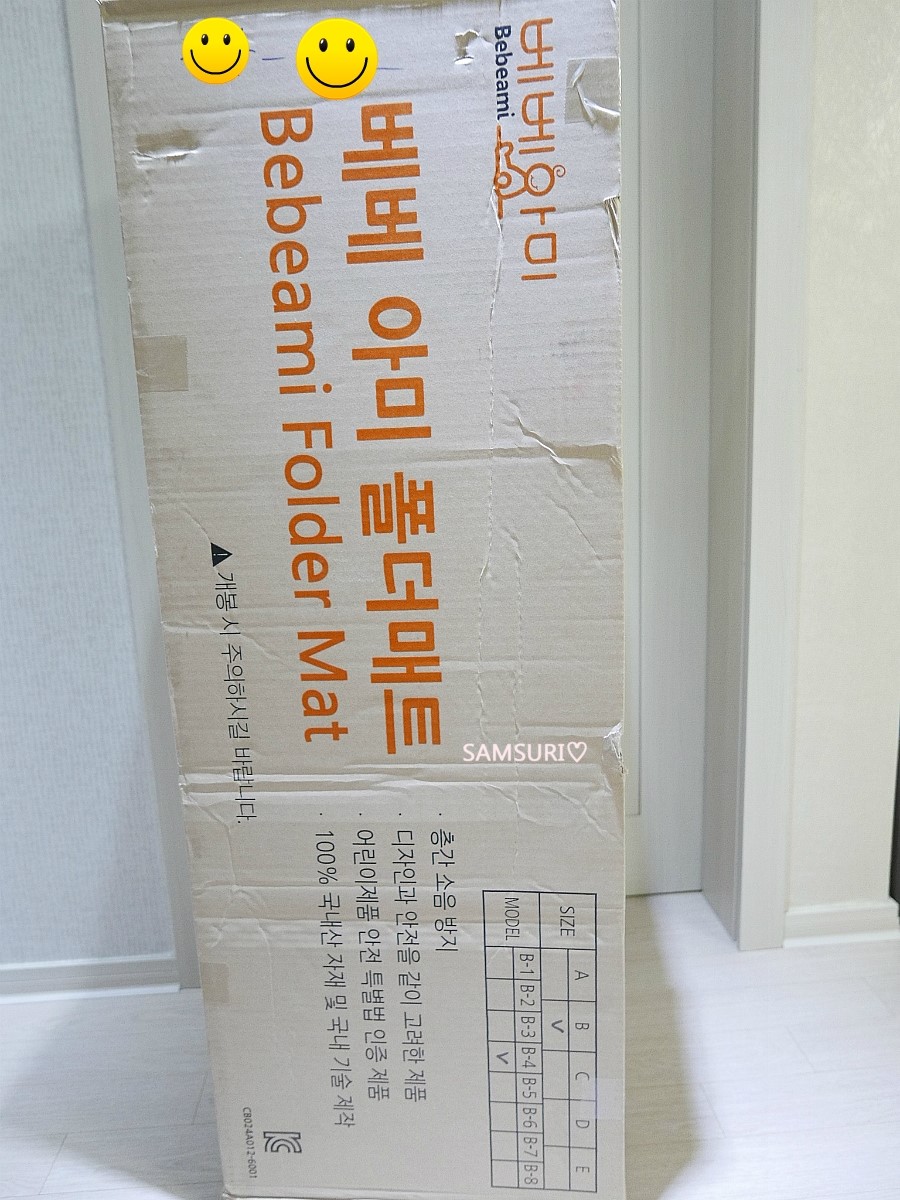 베베아미
Bebeami
베베 아미 폴더매트
Bebeami Folder Mat
⚠개봉 시 주의하시길 바랍니다.
SAMSURI♡
· 층간 소음 방지
· 디자인과 안전을 같이 고려한 제품
· 어린이제품 안전 특별법 인증 제품
· 100% 국내산 자재 및 국내 기술 제작
SIZE A B C D E
V
MODEL B-1 B-2 B-3 B-4 B-5 B-6 B-7 B-8
V
KC
CB024A012-6001